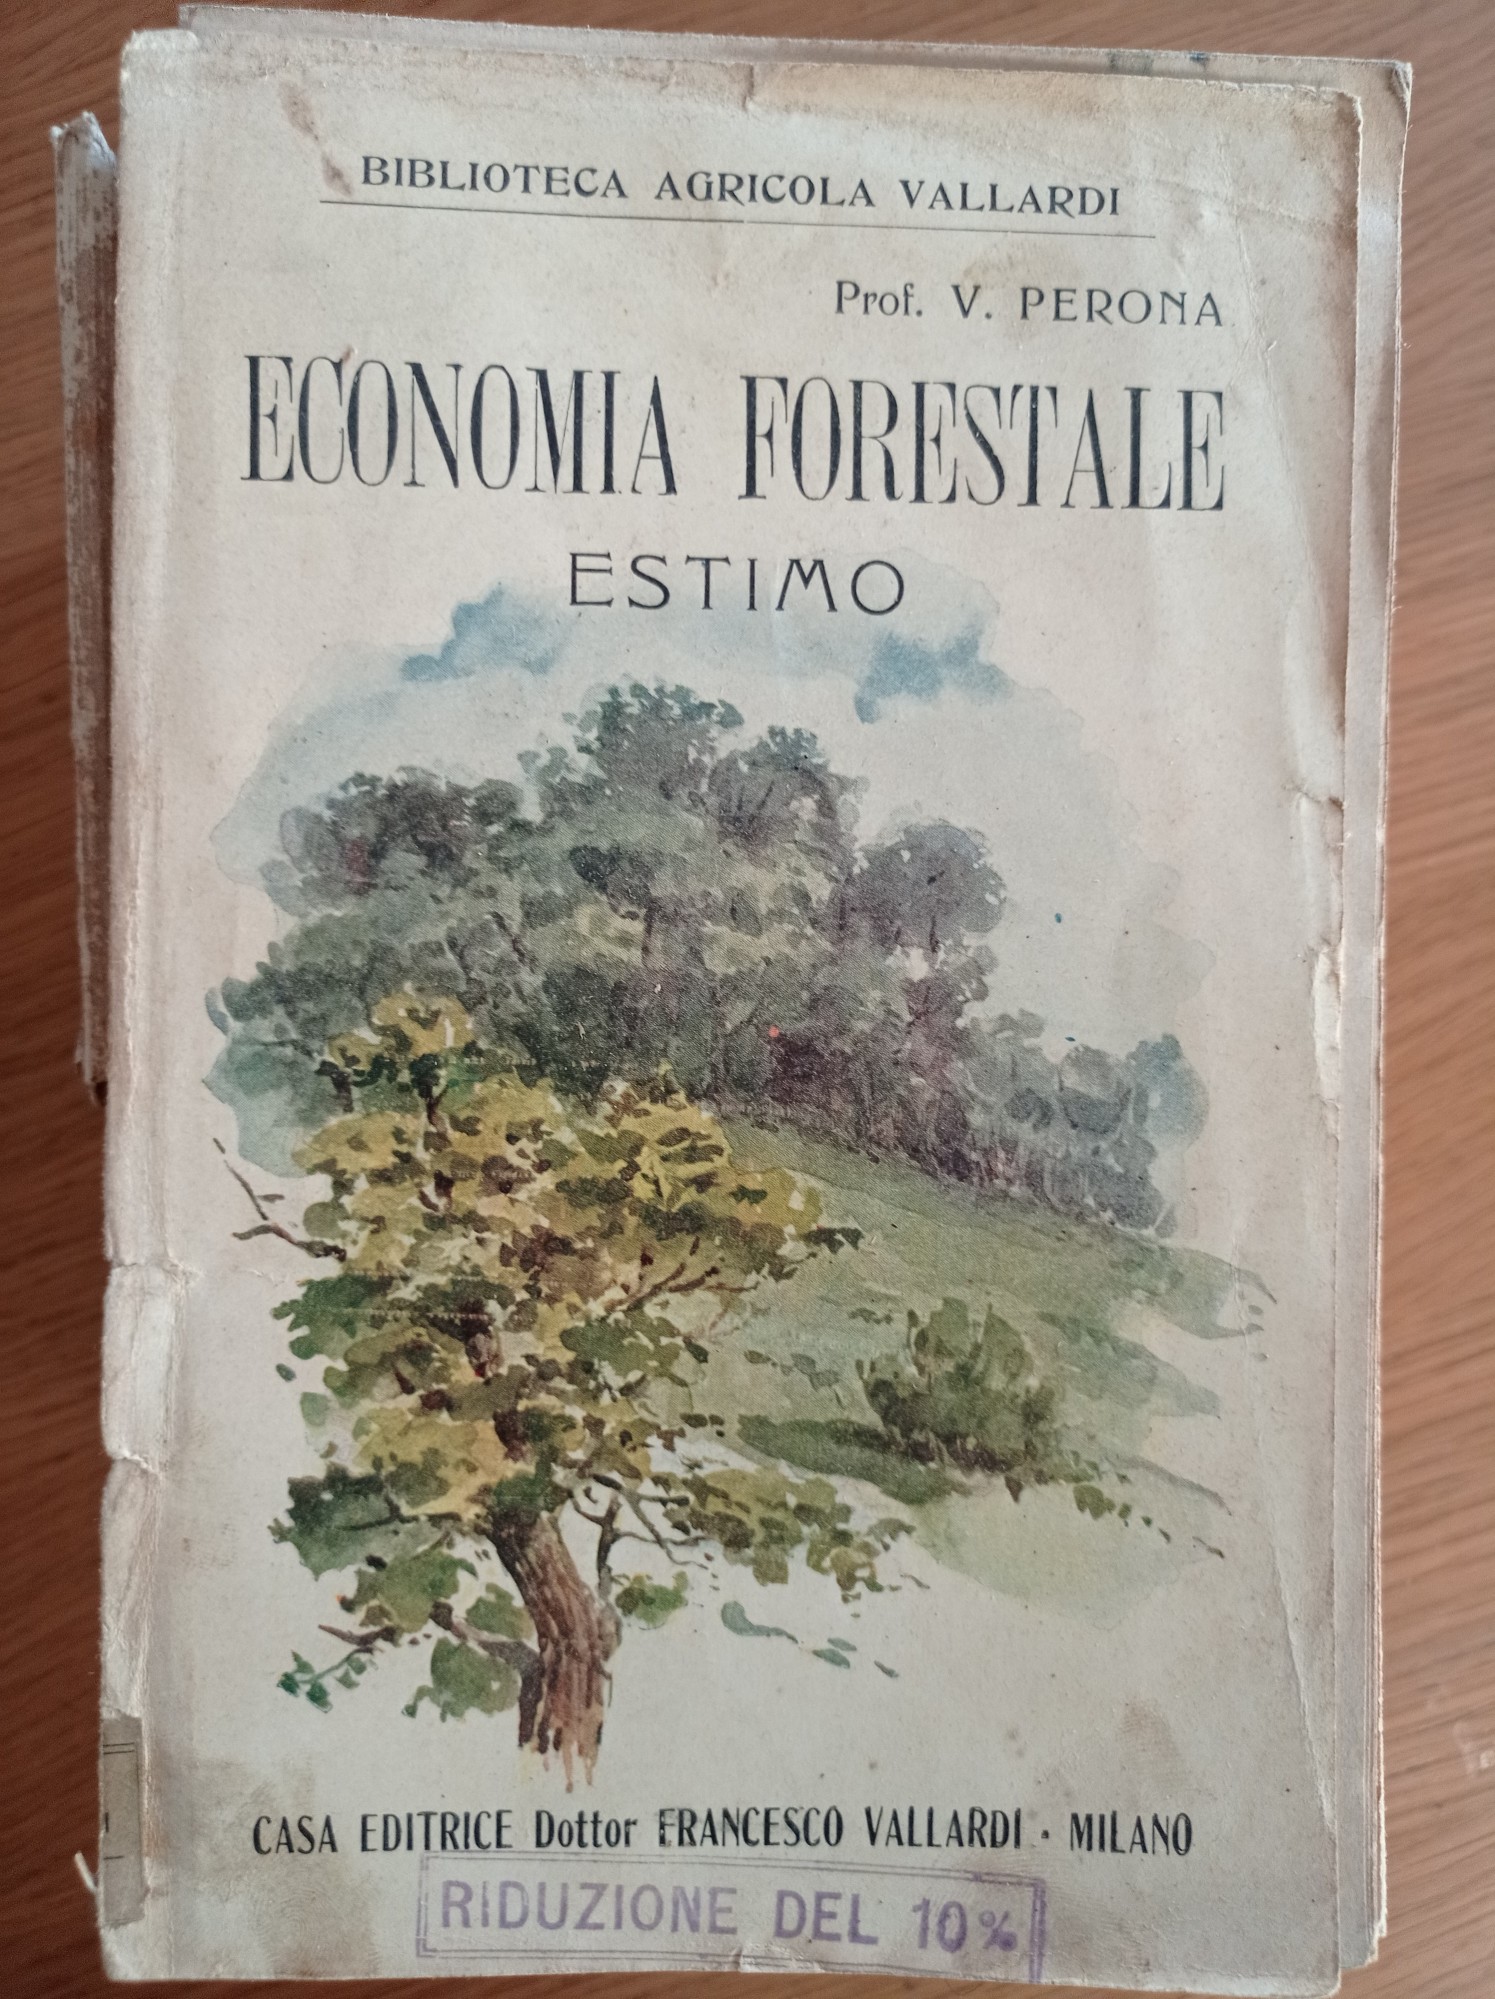 BIBLIOTECA AGRICOLA VALLARDI
Prof. V. PERONA
ECONOMIA FORESTALE
ESTIMO
CASA EDITRICE Dottor FRANCESCO VALLARDI · MILANO
RIDUZIONE DEL 10%